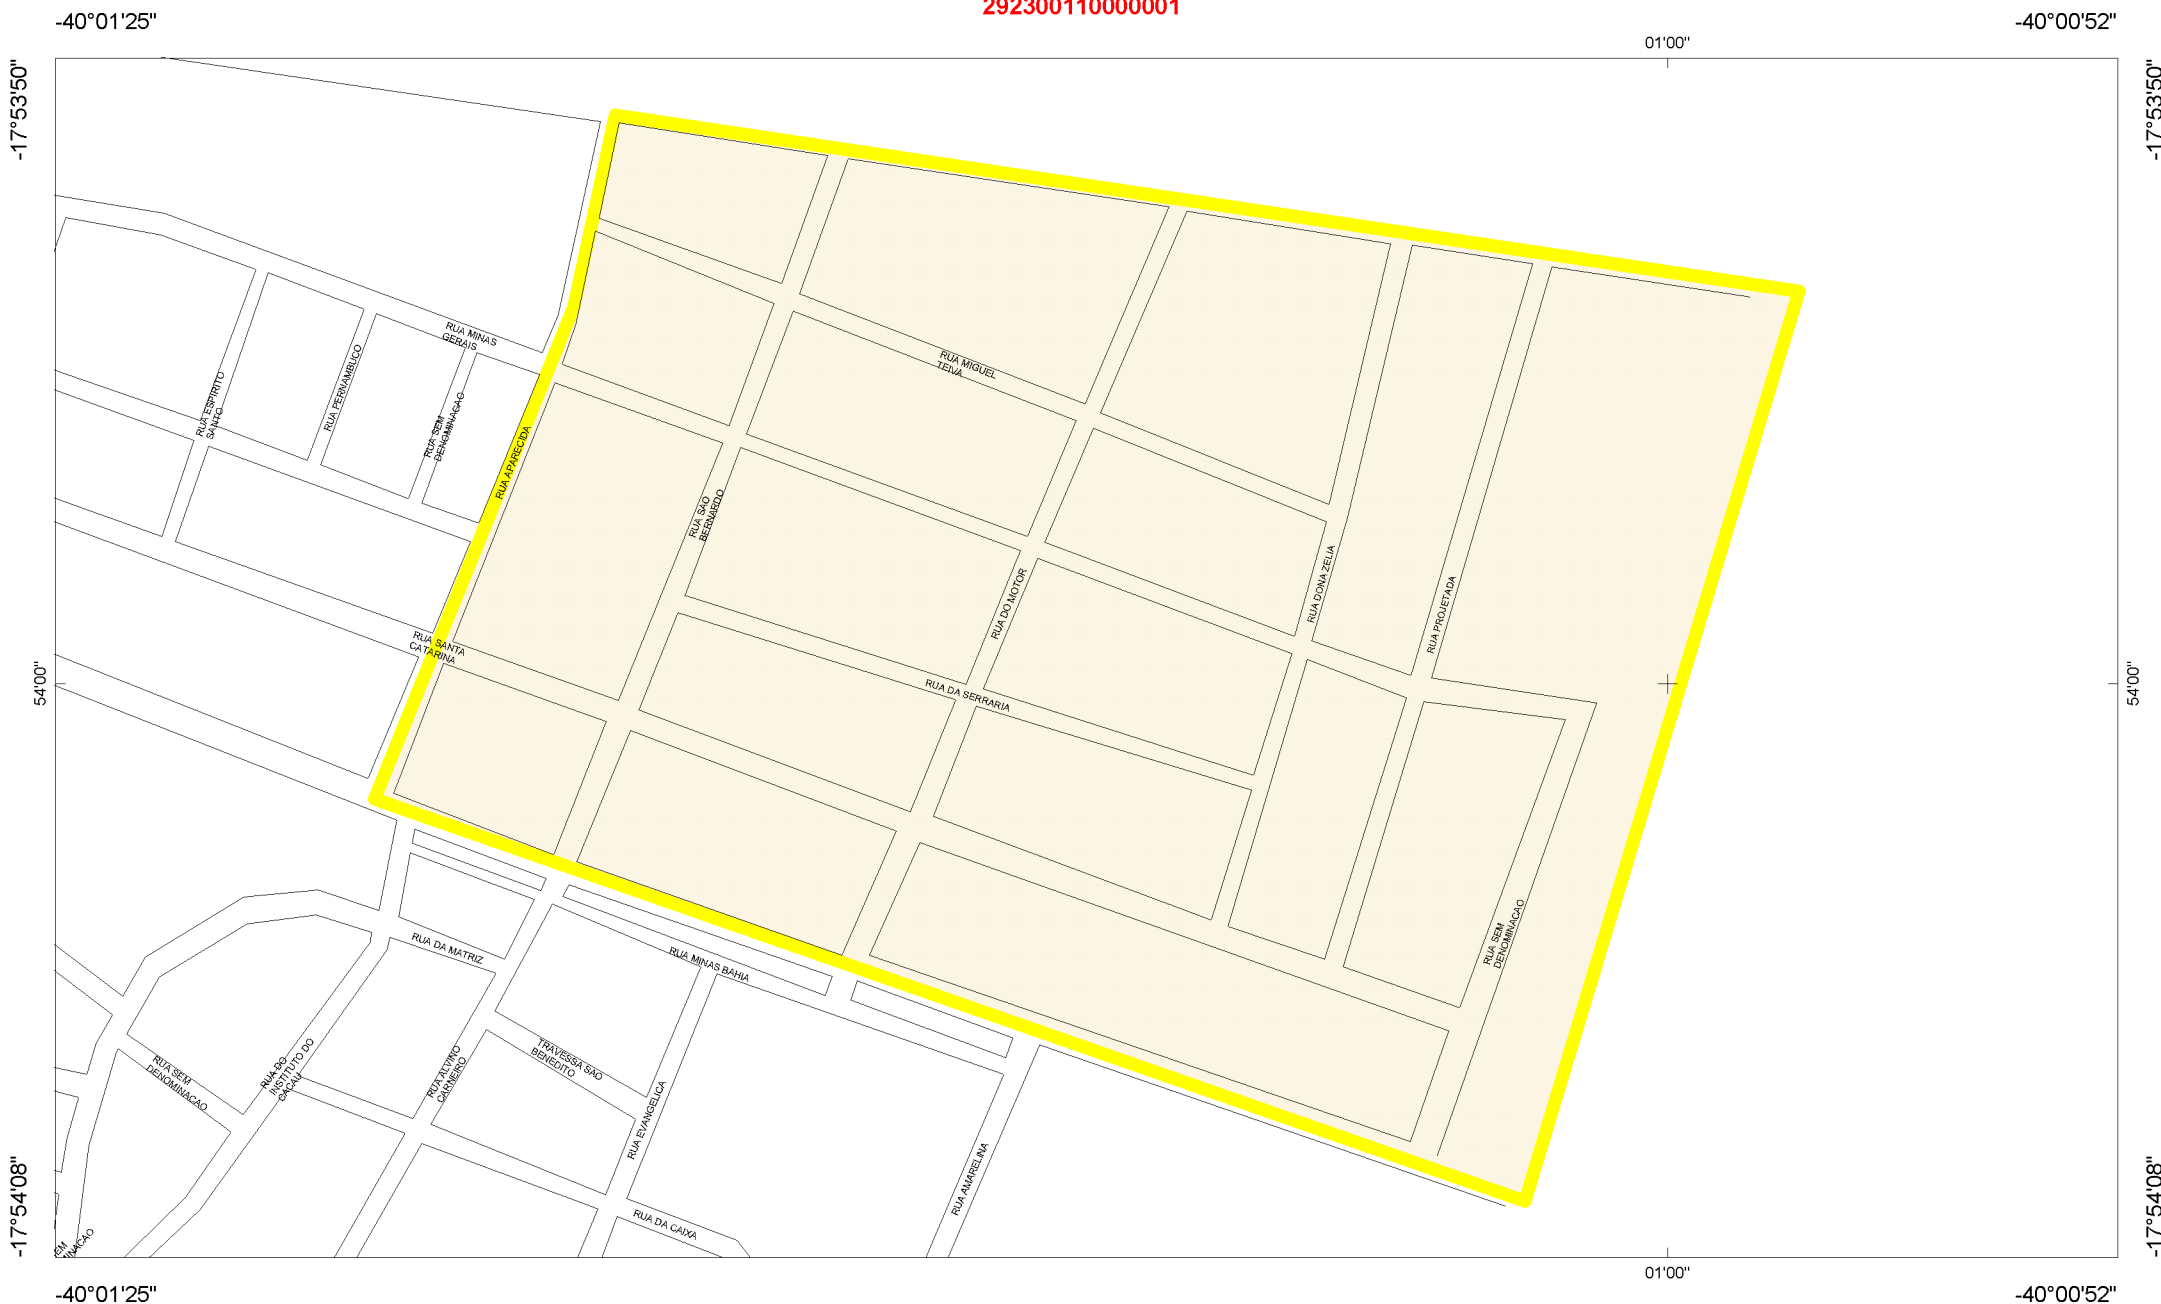 292300110000001
-40°01'25"
-40°00'52"
01'00"
-17°53'50"
-17°53'50"
RUA MINAS
GERAIS
RUA MIGUEL
TEIVA
RUA PERNAMBUCO
RUA ESPIRITO
SANTO
RUA SEM
DENOMINACAO
RUA APARECIDA
RUA SAO
BERNARDO
RUA DO MOTOR
RUA DONA ZELIA
RUA PROJETADA
RUA SANTA
CATARINA
54'00"
54'00"
RUA DA SERRARIA
RUA SEM
DENOMINACAO
RUA DA MATRIZ
RUA MINAS BAHIA
RUA SEM
DENOMINACAO
RUA DO
INSTITUTO DO
CACAU
RUA ALVINO
CARNEIRO
TRAVESSA SAO
BENEDITO
RUA EVANGELICA
RUA AMARELINA
RUA DA CAIXA
EM
MINACAO
-17°54'08"
-17°54'08"
01'00"
-40°01'25"
-40°00'52"